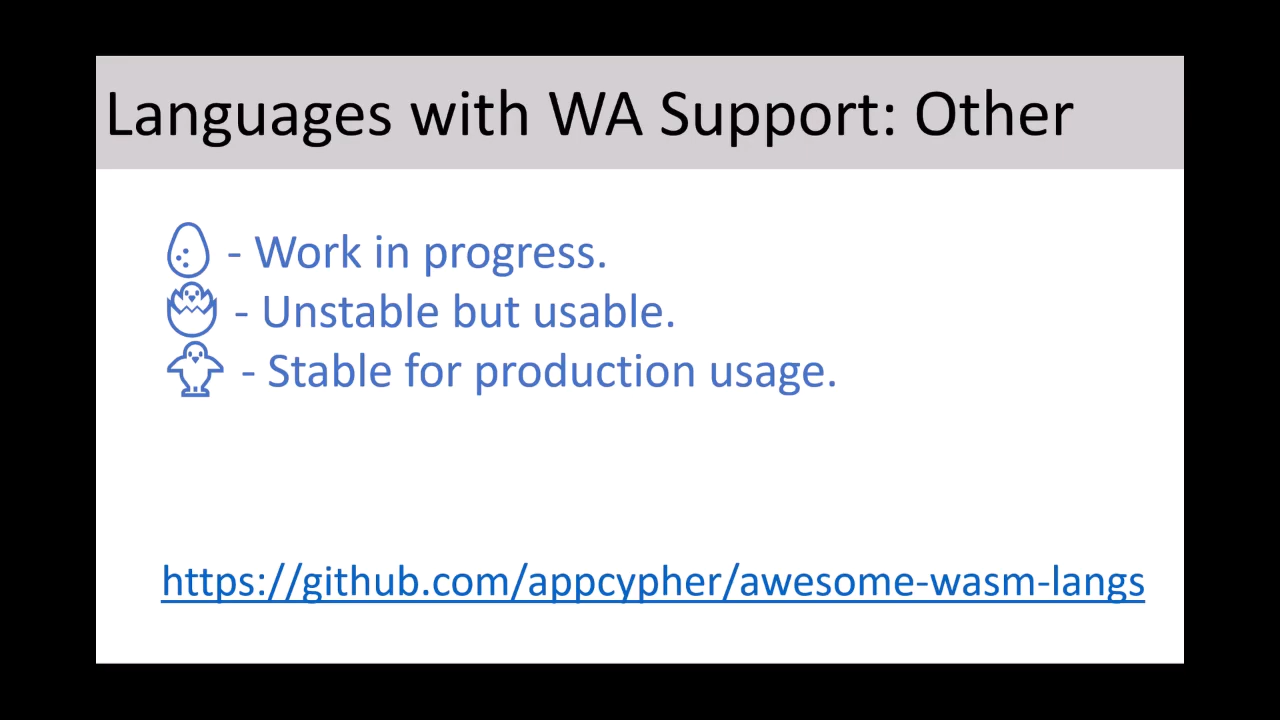 Languages with WA Support: Other
- Work in progress.
- Unstable but usable.
- Stable for production usage.
https://github.com/appcypher/awesome-wasm-langs